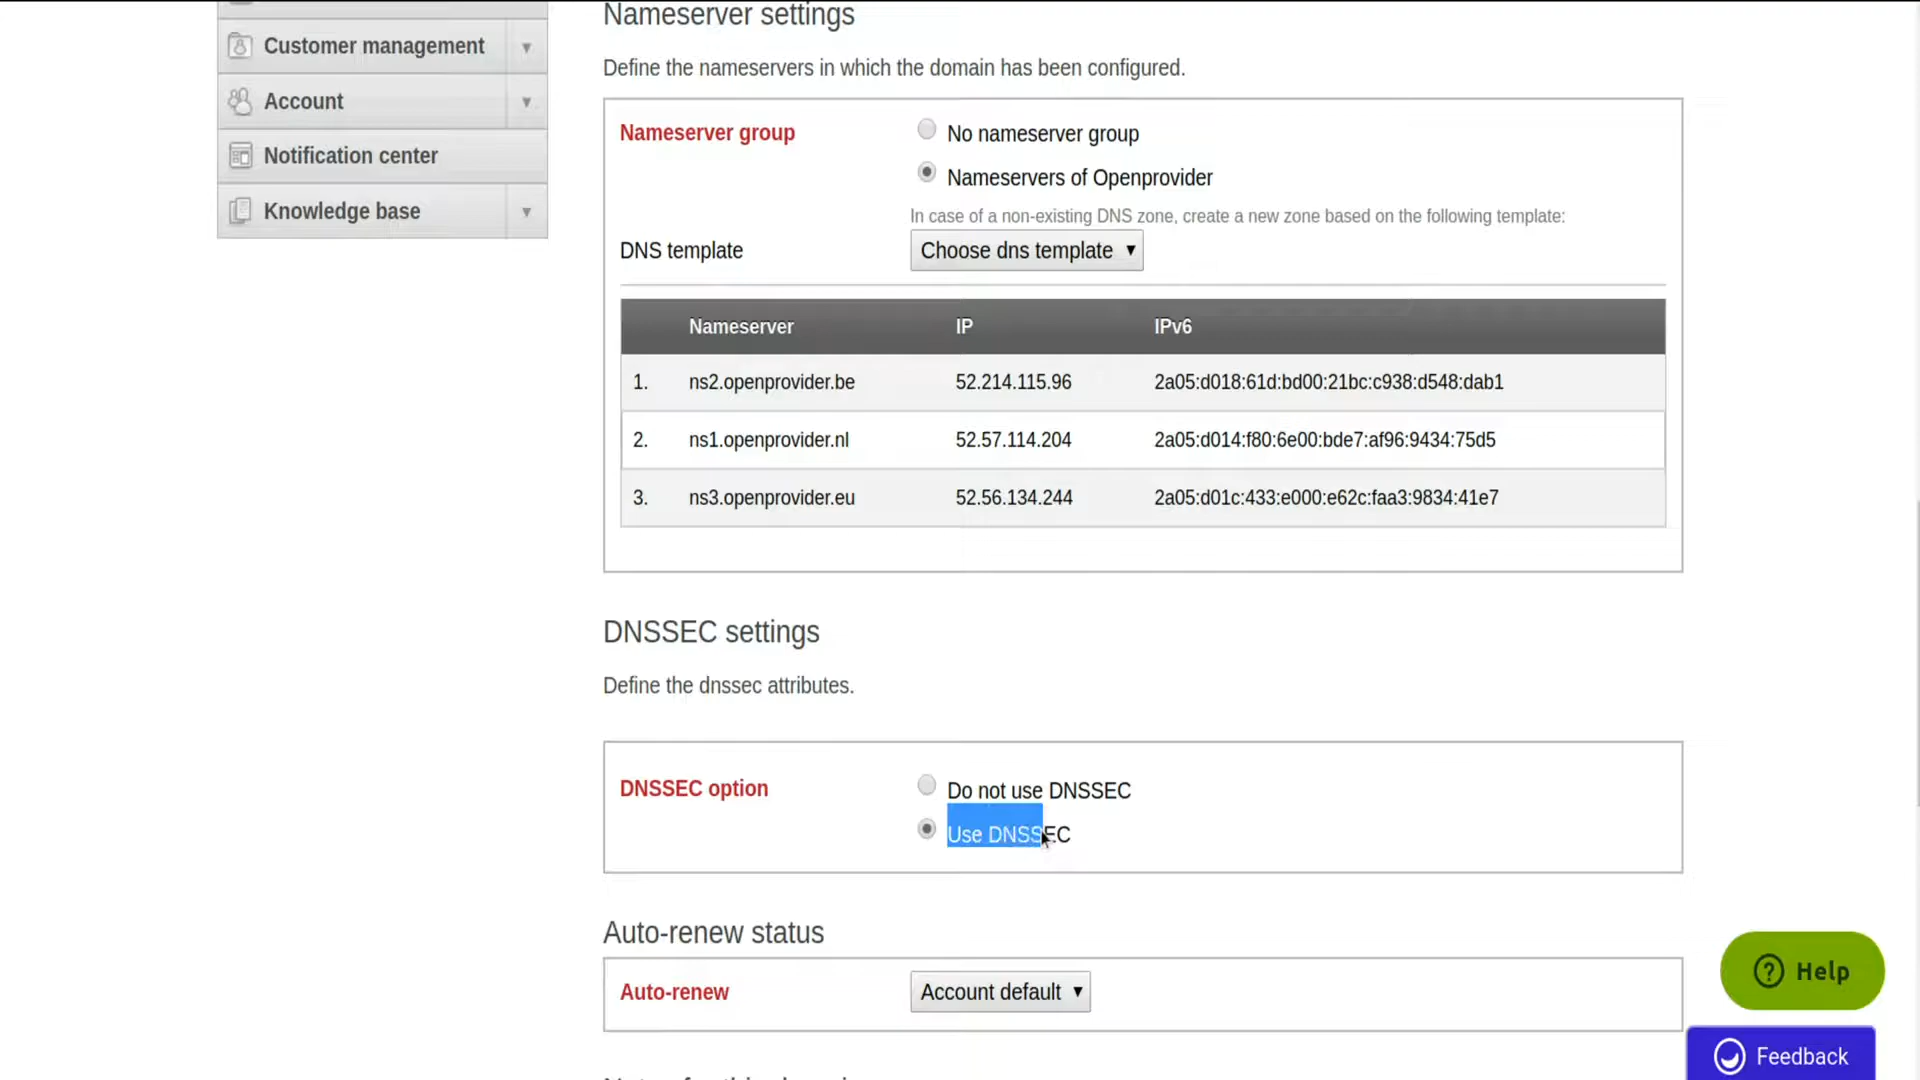 Nameserver settings
Customer management
Define the nameservers in which the domain has been configured.
Account
Nameserver group
No nameserver group
Notification center
Nameservers of Openprovider
Knowledge base
In case of a non-existing DNS zone, create a new zone based on the following template:
DNS template Choose dns template
Nameserver IP IPv6
1. ns2.openprovider.be 52.214.115.96 2a05:d018:61d:bd00:21bc:c938:d548:dab1
2. ns1.openprovider.nl 52.57.114.204 2a05:d014:f80:6e00:bde7:af96:9434:75d5
3. ns3.openprovider.eu 52.56.134.244 2a05:d01c:433:e000:e62c:faa3:9834:41e7
DNSSEC settings
Define the dnssec attributes.
DNSSEC option
Do not use DNSSEC
Use DNSSEC
Auto-renew status
Auto-renew Account default
Help
Feedback